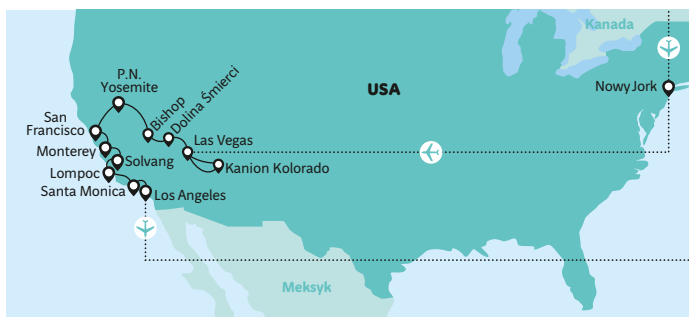 Kanada
P.N.
Yosemite
USA
Nowy Jork
Bishop
Dolina Śmierci
San
Francisco
Las Vegas
Monterey
Solvang
Kanion Kolorado
Lompoc
Santa Monica
Los Angeles
Meksyk